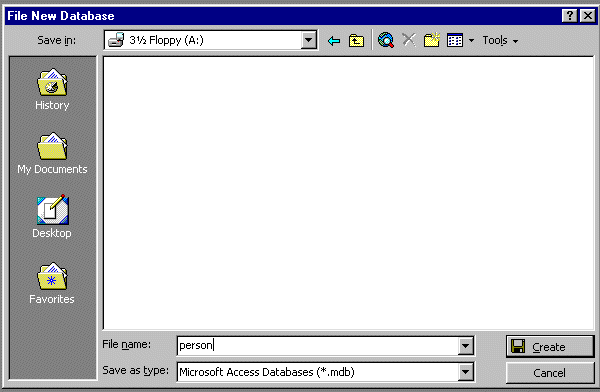 File New Database
Save in: 3½ Floppy (A:) Tools
History
My Documents
Desktop
Favorites
File name: person Create
Save as type: Microsoft Access Databases (*.mdb) Cancel